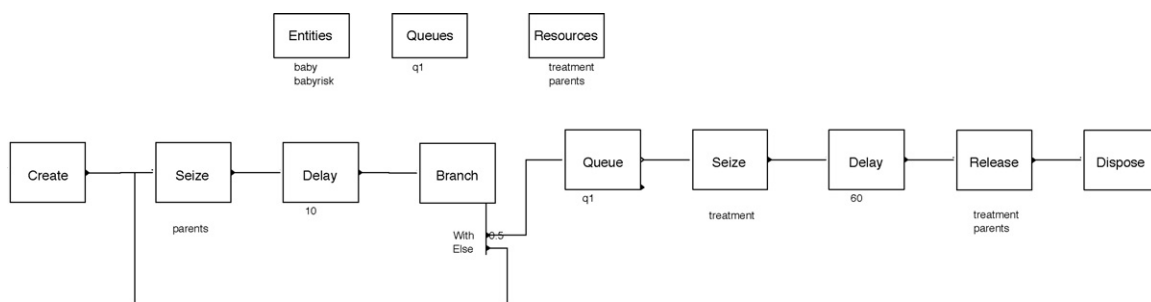 Entities
Queues
Resources
baby
babyrisk
q1
treatment
parents
Create
Seize
Delay
Branch
Queue
Seize
Delay
Release
Dispose
parents
10
q1
treatment
60
treatment
parents
With 0.5
Else